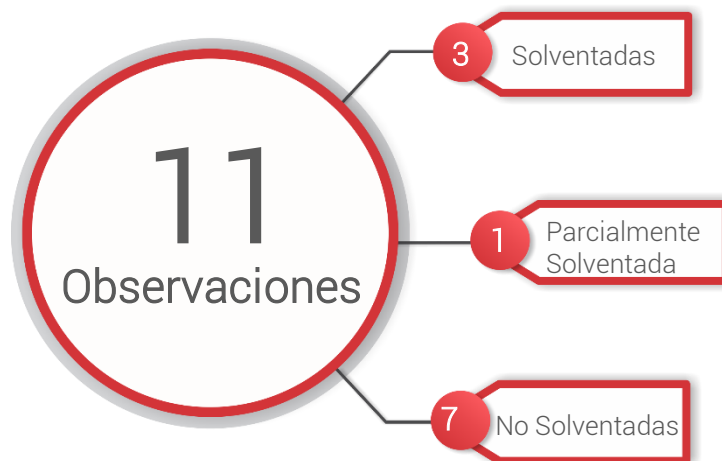 11
Observaciones
3
Solventadas
1
Parcialmente
Solventada
7
No Solventadas